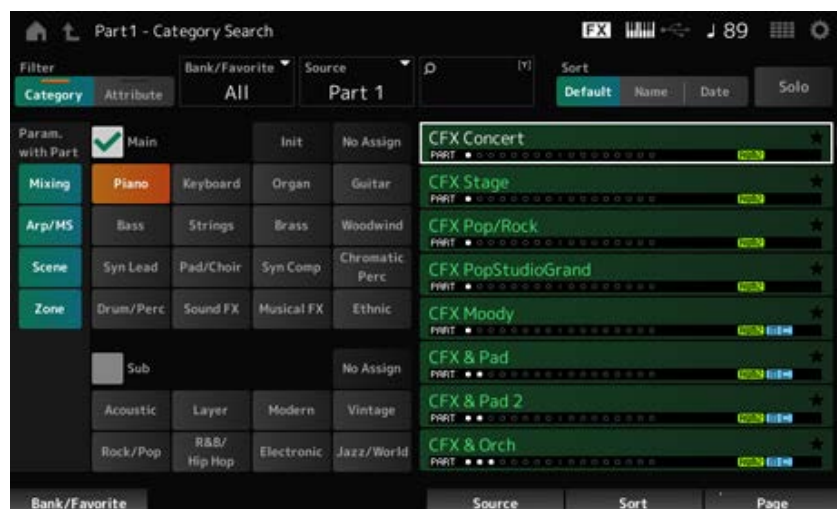 Part1 - Category Search
FX
♩ 89
Filter
Category
Attribute
Bank/Favorite
All
Source
Part 1
Sort
Default
Name
Date
Solo
Param.
with Part
Main
Init
No Assign
Mixing
Piano
Keyboard
Organ
Guitar
Arp/MS
Bass
Strings
Brass
Woodwind
Scene
Syn Lead
Pad/Choir
Syn Comp
Chromatic
Perc
Zone
Drum/Perc
Sound FX
Musical FX
Ethnic
Sub
No Assign
Acoustic
Layer
Modern
Vintage
Rock/Pop
R&B/
Hip Hop
Electronic
Jazz/World
CFX Concert
PART
CFX Stage
PART
CFX Pop/Rock
PART
CFX PopStudioGrand
PART
CFX Moody
PART
CFX & Pad
PART
CFX & Pad 2
PART
CFX & Orch
PART
Bank/Favorite
Source
Sort
Page